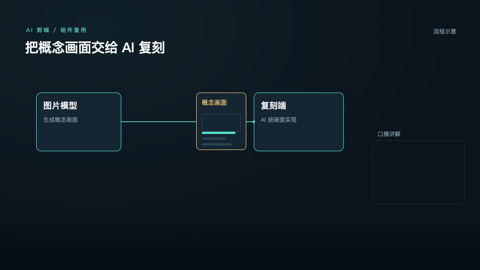 AI 剪辑 / 组件复用
流程示意
把概念画面交给 AI 复刻
图片模型
生成概念画面
概念画面
复刻端
AI 按画面实现
口播讲解